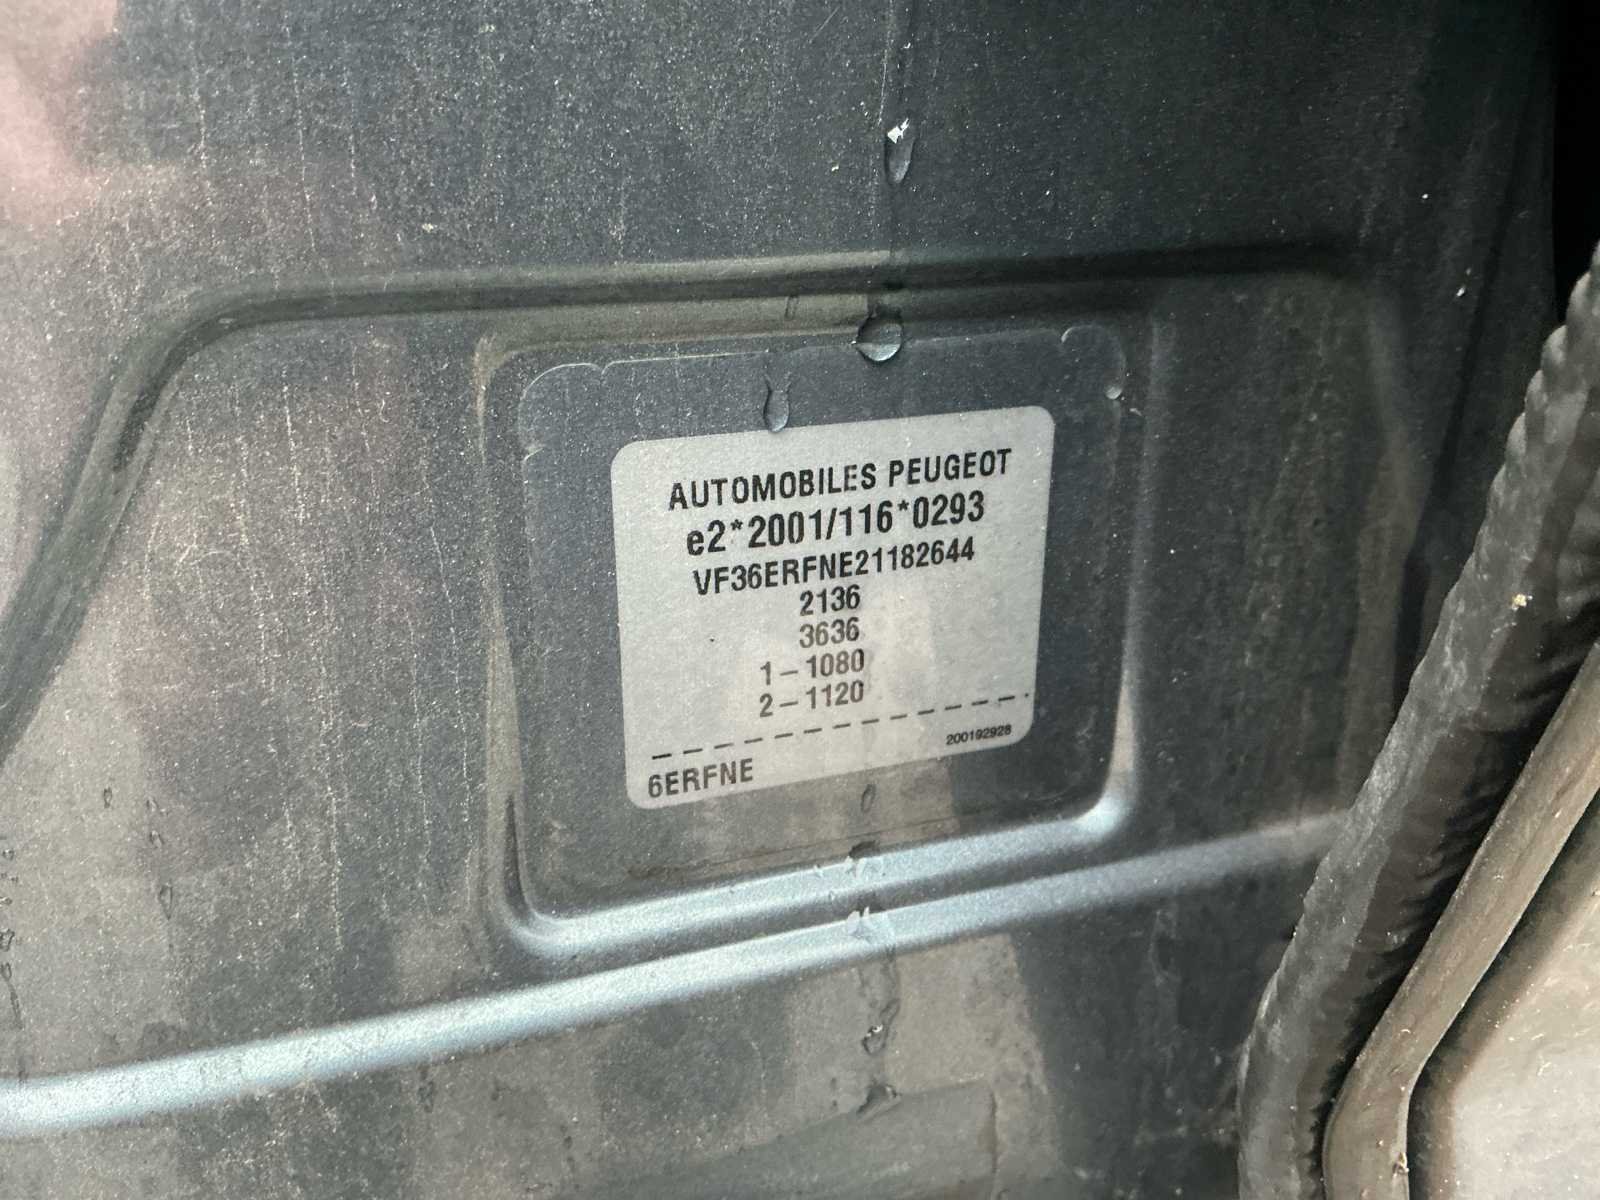 AUTOMOBILES PEUGEOT
e2*2001/116*0293
VF36ERFNE21182644
2136
3636
1-1080
2-1120
200192928
6ERFNE